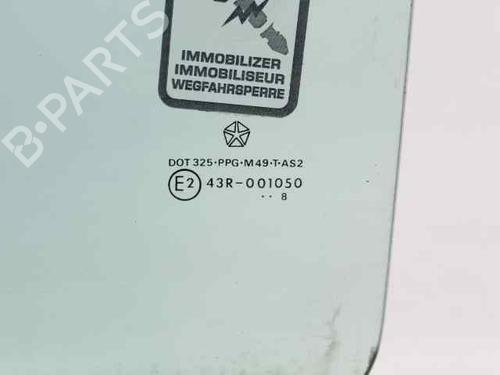 B-PARTS
IMMOBILIZER
IMMOBILISEUR
WEGFAHRSPERRE
DOT 325·PPG·M49·T·AS2
E2 43R-001050
·· 8